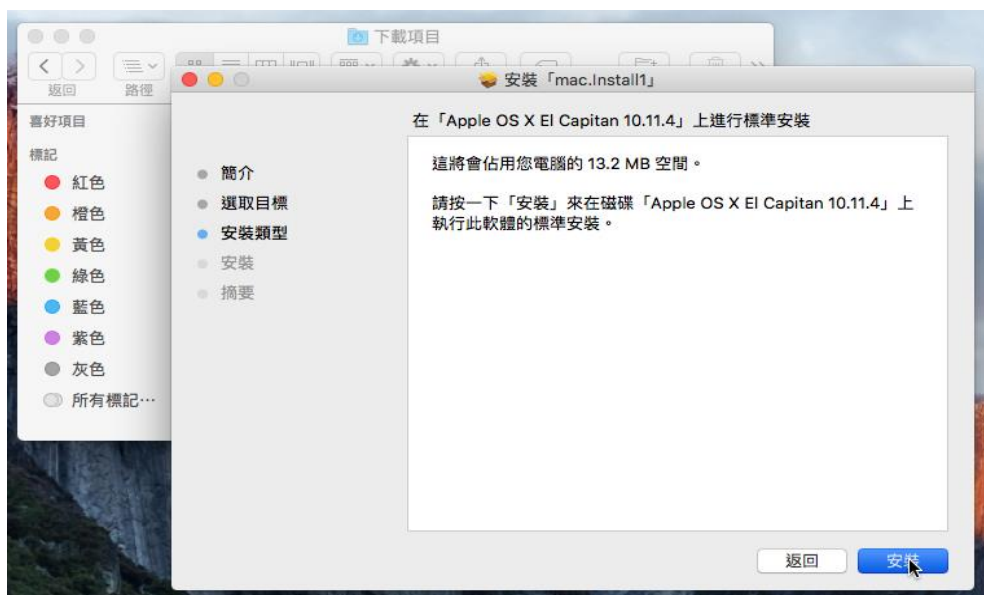 下載項目
返回
路徑
喜好項目
標記
紅色
橙色
黃色
綠色
藍色
紫色
灰色
所有標記…
安裝「mac.Install1」
在「Apple OS X El Capitan 10.11.4」上進行標準安裝
簡介
選取目標
安裝類型
安裝
摘要
這將會佔用您電腦的 13.2 MB 空間。
請按一下「安裝」來在磁碟「Apple OS X El Capitan 10.11.4」上
執行此軟體的標準安裝。
返回
安裝